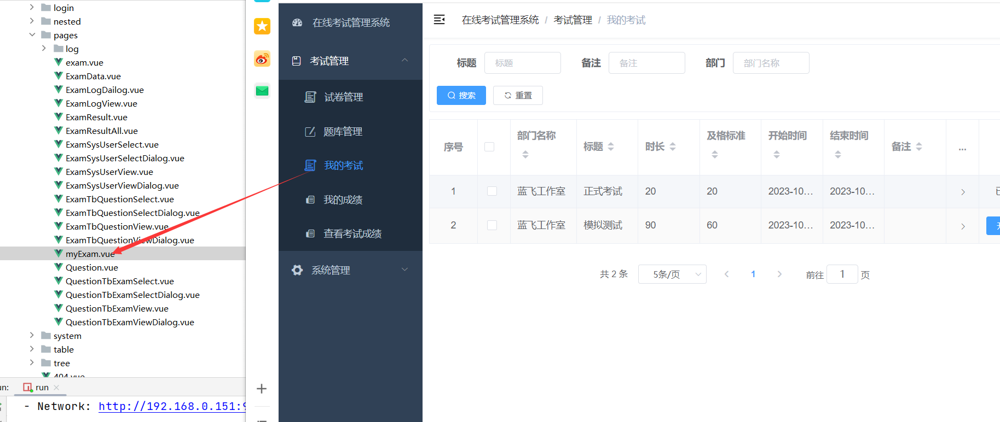 login
nested
pages
log
exam.vue
ExamData.vue
ExamLogDailog.vue
ExamLogView.vue
ExamResult.vue
ExamResultAll.vue
ExamSysUserSelect.vue
ExamSysUserSelectDialog.vue
ExamSysUserView.vue
ExamSysUserViewDialog.vue
ExamTbQuestionSelect.vue
ExamTbQuestionSelectDialog.vue
ExamTbQuestionView.vue
ExamTbQuestionViewDialog.vue
myExam.vue
Question.vue
QuestionTbExamSelect.vue
QuestionTbExamSelectDialog.vue
QuestionTbExamView.vue
QuestionTbExamViewDialog.vue
system
table
tree
404.vue
un: run
- Network: http://192.168.0.151:9
在线考试管理系统
考试管理
试卷管理
题库管理
我的考试
我的成绩
查看考试成绩
系统管理
在线考试管理系统 / 考试管理 / 我的考试
标题 标题 备注 备注 部门 部门名称
搜索 重置
序号 部门名称 标题 时长 及格标准 开始时间 结束时间 备注 ...
1 蓝飞工作室 正式考试 20 20 2023-10... 2023-10...
2 蓝飞工作室 模拟测试 90 60 2023-10... 2023-10...
共 2 条 5条/页 1 前往 1 页